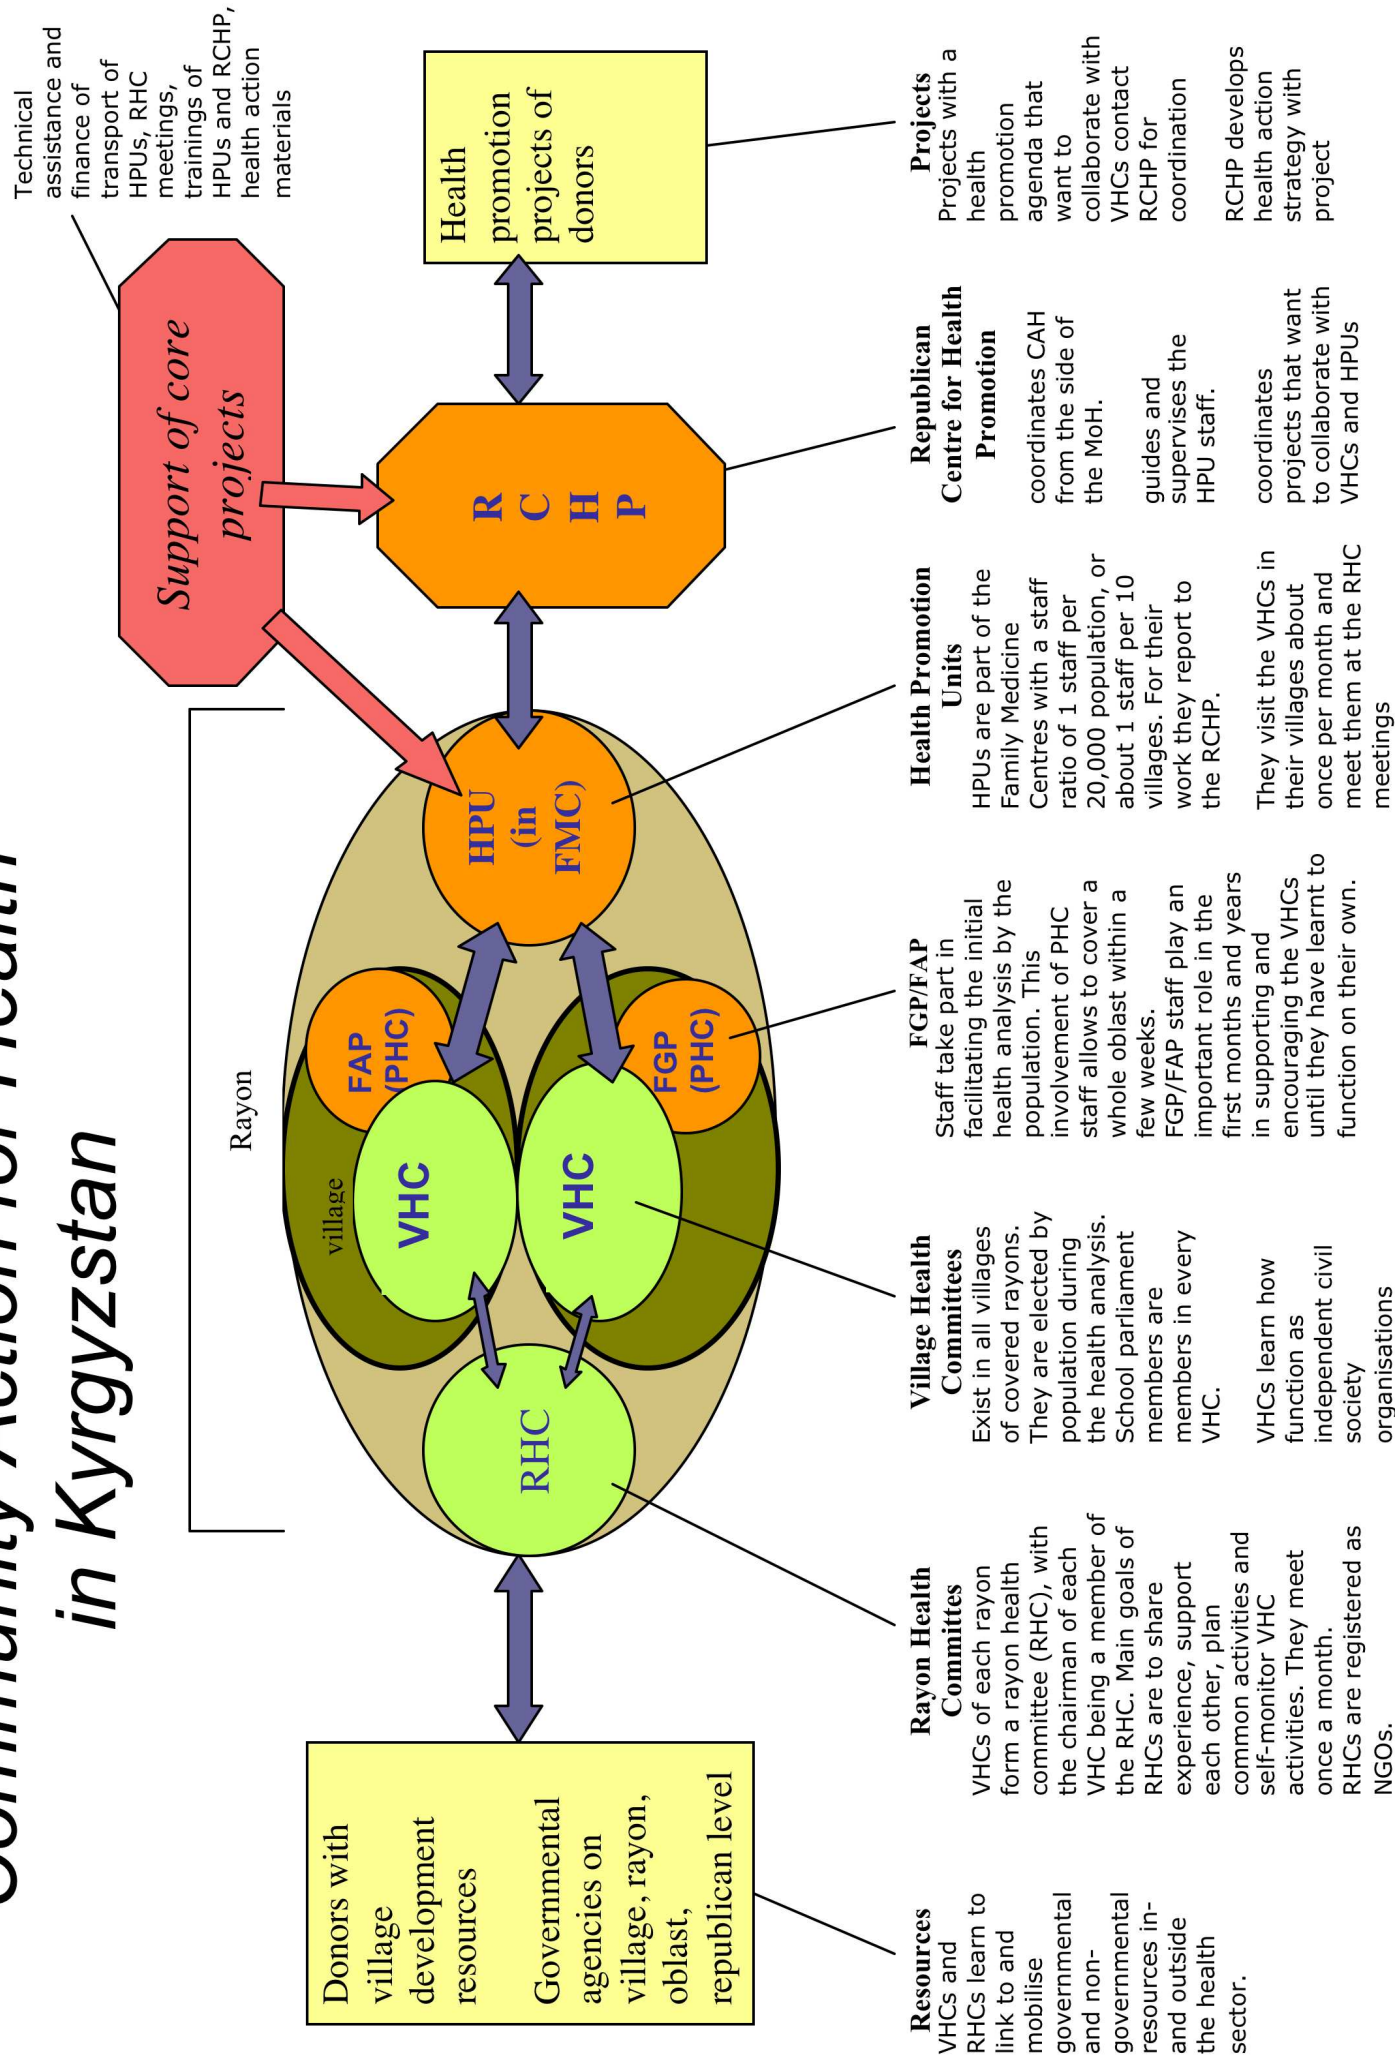 Community Action for Health
in Kyrgyzstan
Technical
assistance and
finance of
transport of
HPUs, RHC
meetings,
trainings of
HPUs and RCHP,
health action
materials
Support of core
projects
Rayon
Donors with
village
development
resources
Governmental
agencies on
village, rayon,
oblast,
republican level
RHC
village
VHC
FAP
(PHC)
VHC
FGP
(PHC)
HPU
(in
FMC)
R
C
H
P
Health
promotion
projects of
donors
Resources
VHCs and
RHCs learn to
link to and
mobilise
governmental
and non-
governmental
resources in-
and outside
the health
sector.
Rayon Health
Committes
VHCs of each rayon
form a rayon health
committee (RHC), with
the chairman of each
VHC being a member of
the RHC. Main goals of
RHCs are to share
experience, support
each other, plan
common activities and
self-monitor VHC
activities. They meet
once a month.
RHCs are registered as
NGOs.
Village Health
Committees
Exist in all villages
of covered rayons.
They are elected by
population during
the health analysis.
School parliament
members are
members in every
VHC.
VHCs learn how
function as
independent civil
society
organisations
FGP/FAP
Staff take part in
facilitating the initial
health analysis by the
population. This
involvement of PHC
staff allows to cover a
whole oblast within a
few weeks.
FGP/FAP staff play an
important role in the
first months and years
in supporting and
encouraging the VHCs
until they have learnt to
function on their own.
Health Promotion
Units
HPUs are part of the
Family Medicine
Centres with a staff
ratio of 1 staff per
20,000 population, or
about 1 staff per 10
villages. For their
work they report to
the RCHP.
They visit the VHCs in
their villages about
once per month and
meet them at the RHC
meetings
Republican
Centre for Health
Promotion
coordinates CAH
from the side of
the MoH.
guides and
supervises the
HPU staff.
coordinates
projects that want
to collaborate with
VHCs and HPUs
Projects
Projects with a
health
promotion
agenda that
want to
collaborate with
VHCs contact
RCHP for
coordination
RCHP develops
health action
strategy with
project